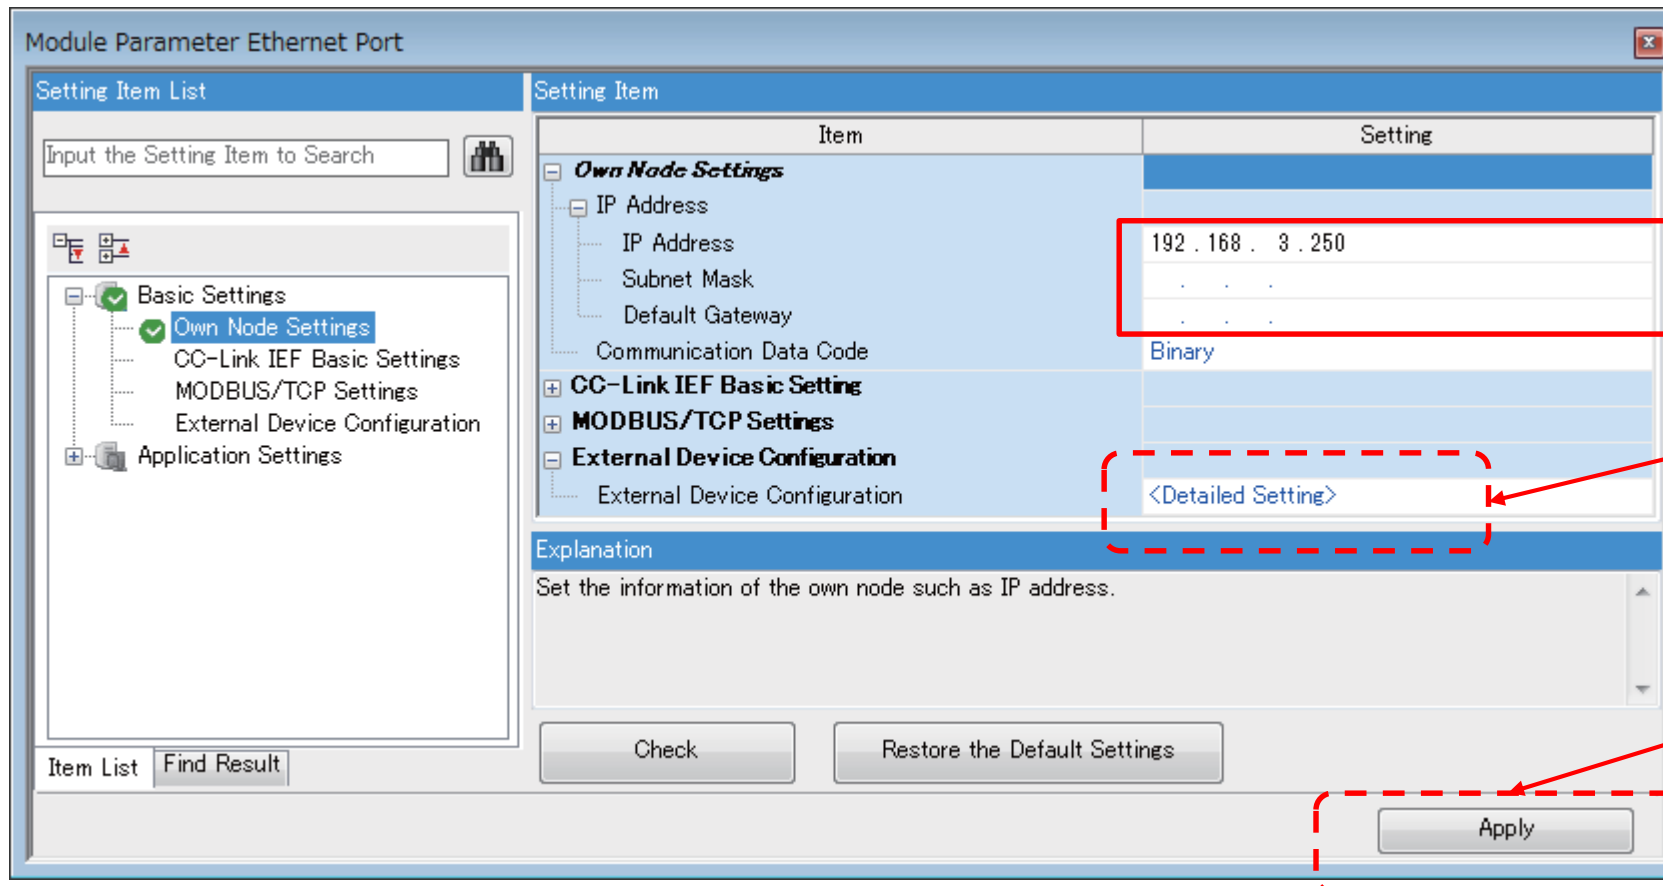 Module Parameter Ethernet Port
Setting Item List
Input the Setting Item to Search
Basic Settings
Own Node Settings
CC-Link IEF Basic Settings
MODBUS/TCP Settings
External Device Configuration
Application Settings
Item List Find Result
Setting Item
Item Setting
Own Node Settings
IP Address
IP Address 192 . 168 . 3 . 250
Subnet Mask . . .
Default Gateway . . .
Communication Data Code Binary
CC-Link IEF Basic Setting
MODBUS/TCP Settings
External Device Configuration
External Device Configuration <Detailed Setting>
Explanation
Set the information of the own node such as IP address.
Check Restore the Default Settings
Apply